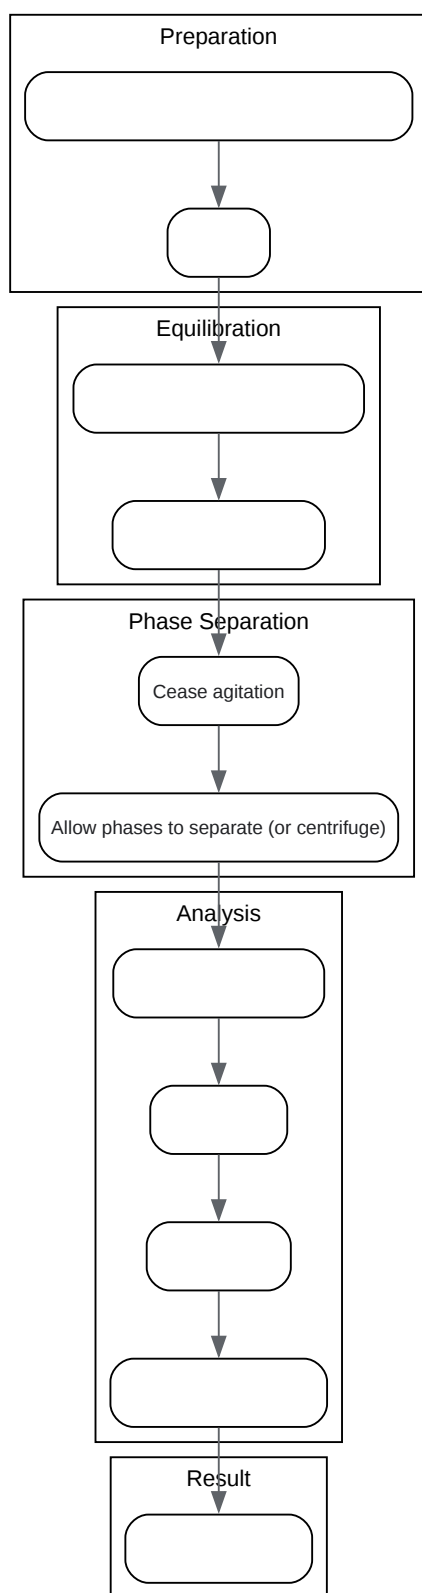 Preparation
Equilibration
Phase Separation
Cease agitation
Allow phases to separate (or centrifuge)
Analysis
Result